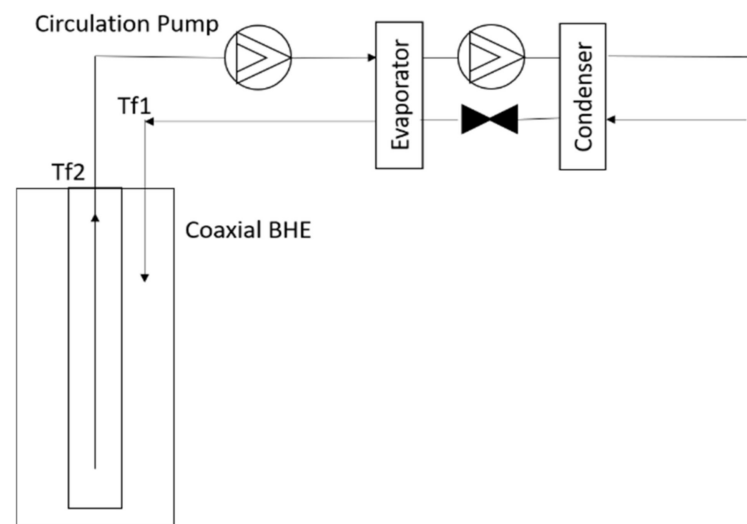 Circulation Pump
Tf1
Evaporator
Condenser
Tf2
Coaxial BHE